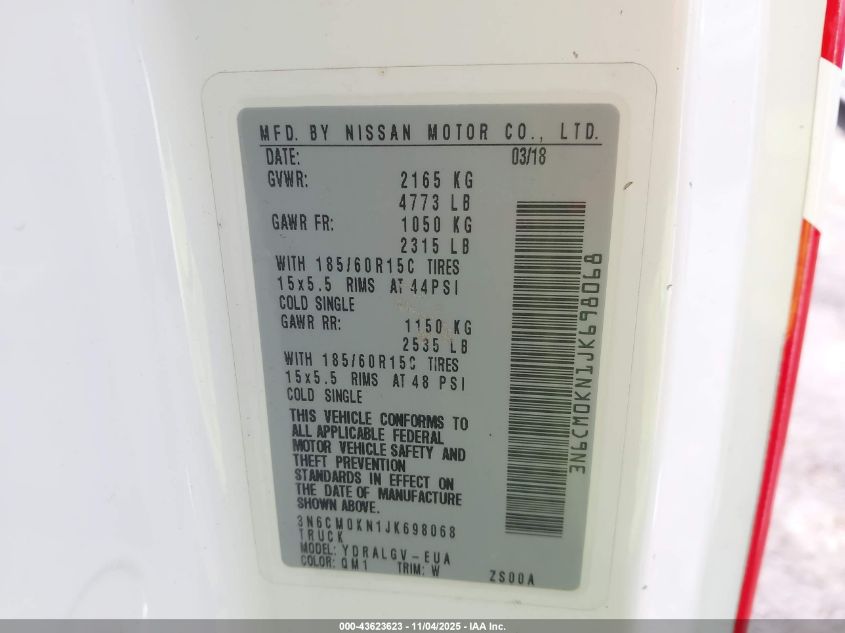 MFD. BY NISSAN MOTOR CO., LTD.
DATE: 03/18
GVWR: 2165 KG
4773 LB
GAWR FR: 1050 KG
2315 LB
WITH 185/60R15C TIRES
15x5.5 RIMS AT 44PSI
COLD SINGLE
GAWR RR: 1150 KG
2535 LB
WITH 185/60R15C TIRES
15x5.5 RIMS AT 48 PSI
COLD SINGLE
THIS VEHICLE CONFORMS TO
ALL APPLICABLE FEDERAL
MOTOR VEHICLE SAFETY AND
THEFT PREVENTION
STANDARDS IN EFFECT ON
THE DATE OF MANUFACTURE
SHOWN ABOVE.
3N6CM0KN1JK698068
TRUCK
MODEL: YDRALGV-EUA
COLOR: QM1 TRIM: W ZS00A
3N6CM0KN1JK698068
000-43623623 - 11/04/2025 - IAA Inc.